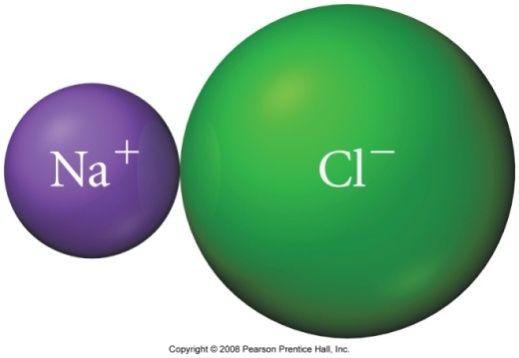 Na⁺
Cl⁻
Copyright © 2008 Pearson Prentice Hall, Inc.